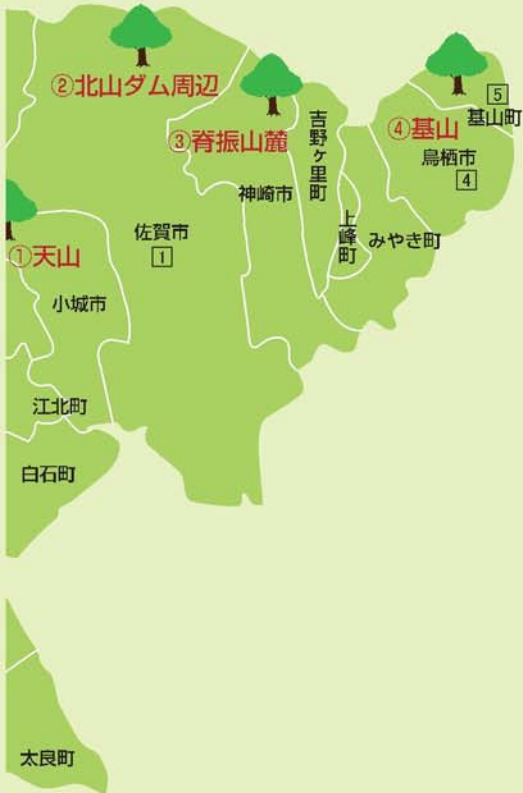 ②北山ダム周辺
③脊振山麓
吉野ヶ里町
④基山
5
基山町
鳥栖市
4
神崎市
上峰町
みやき町
佐賀市
1
①天山
小城市
江北町
白石町
太良町